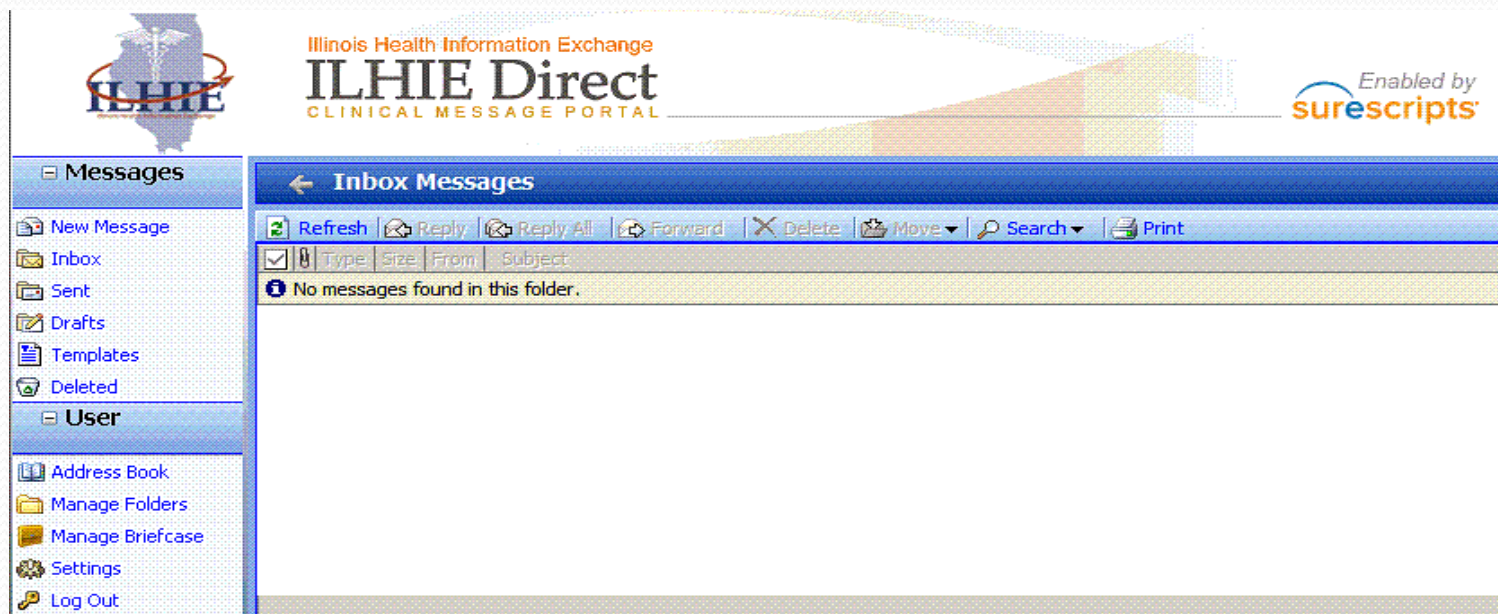 ILHIE
Illinois Health Information Exchange
ILHIE Direct
CLINICAL MESSAGE PORTAL
Enabled by
surescripts
Messages
New Message
Inbox
Sent
Drafts
Templates
Deleted
User
Address Book
Manage Folders
Manage Briefcase
Settings
Log Out
Inbox Messages
Refresh Reply Reply All Forward Delete Move Search Print
Type Size From Subject
No messages found in this folder.